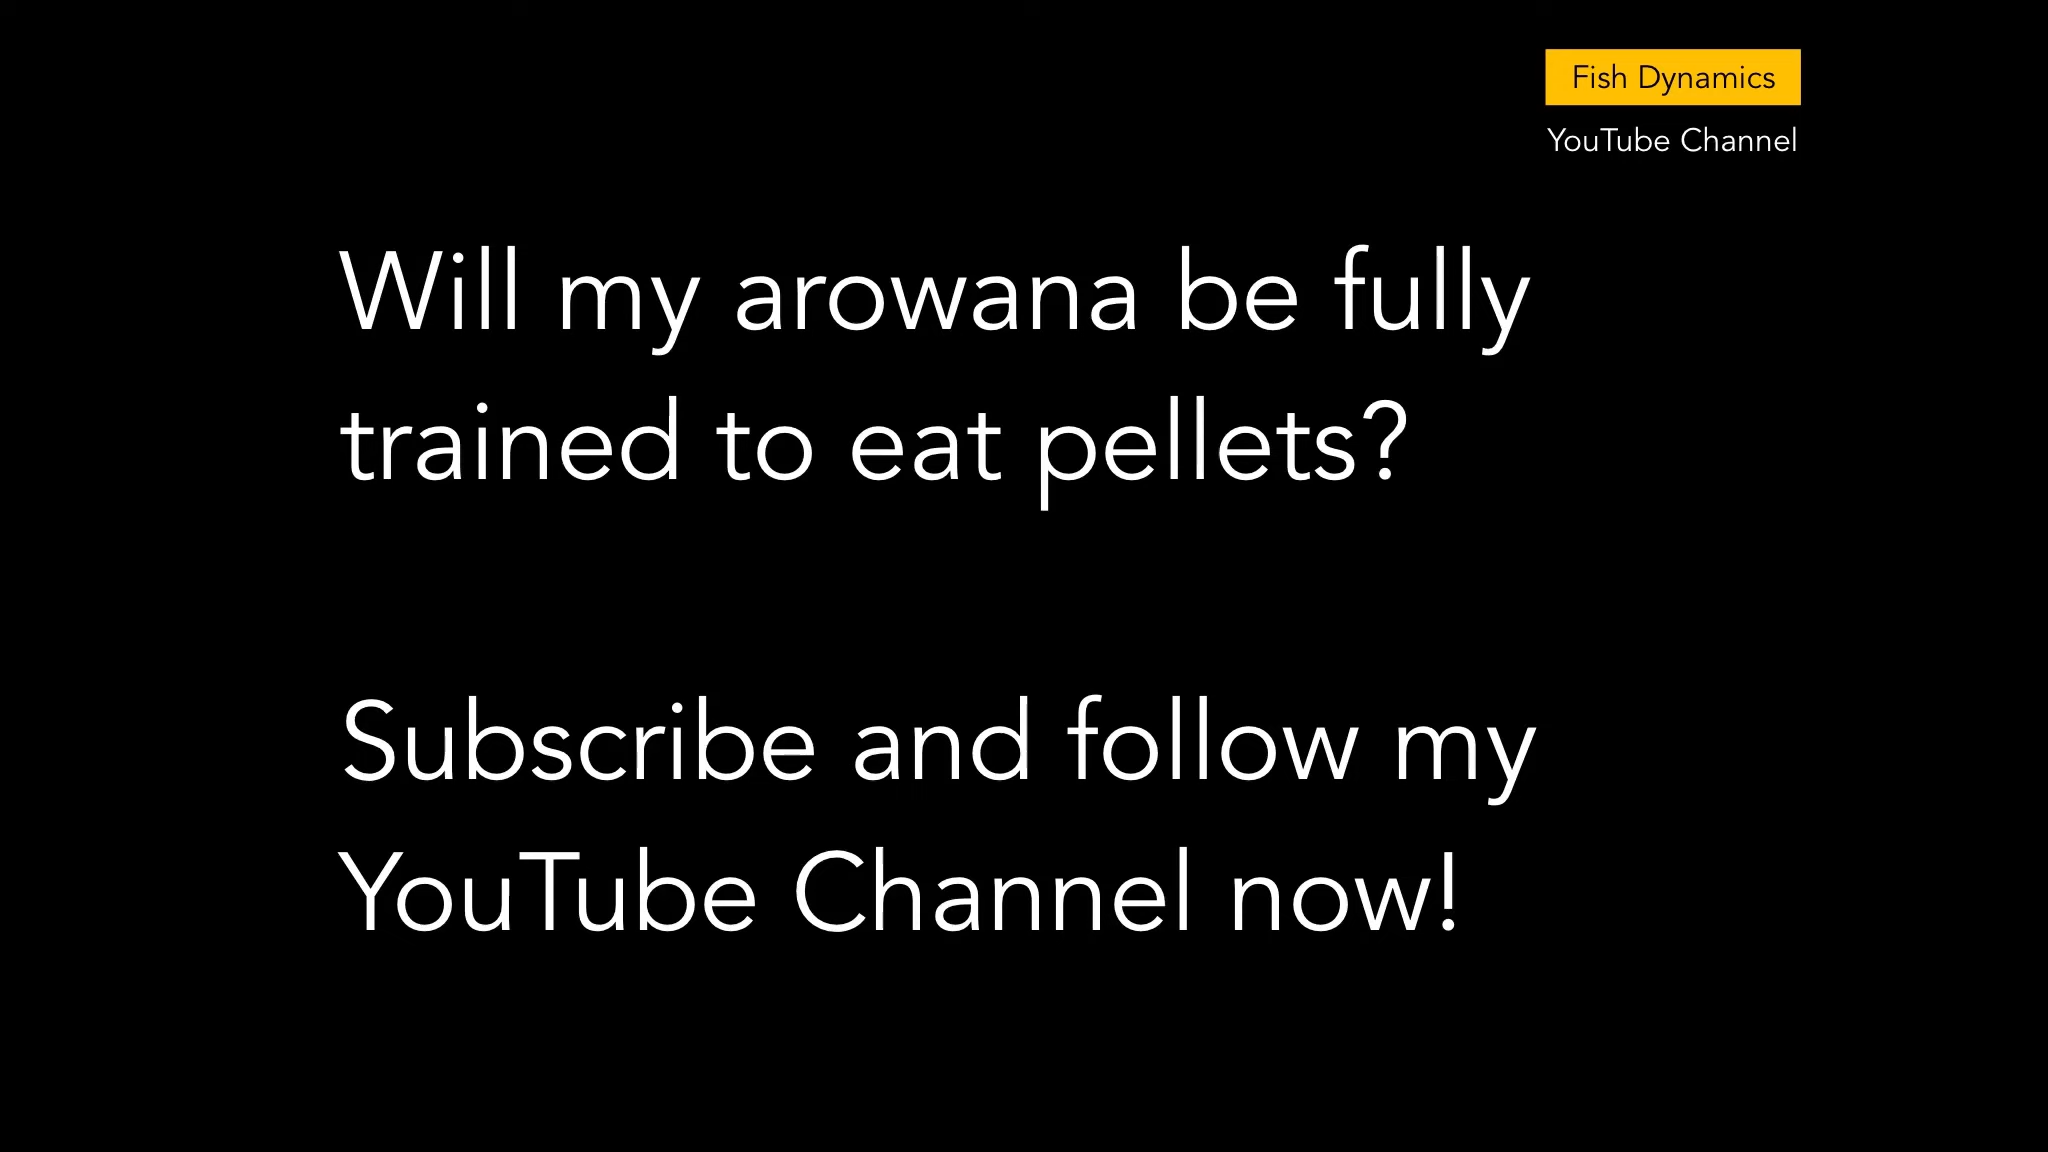 Fish Dynamics
YouTube Channel
Will my arowana be fully
trained to eat pellets?
Subscribe and follow my
YouTube Channel now!